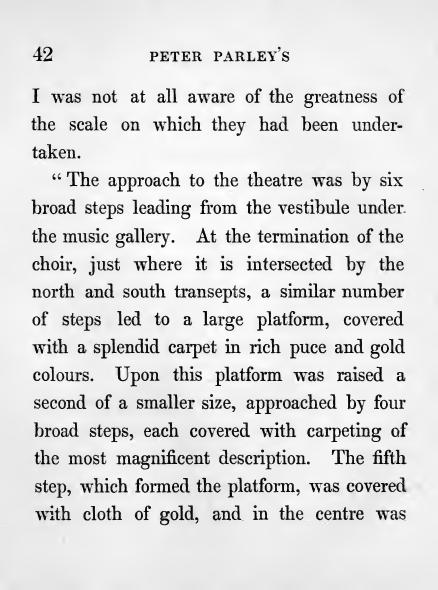 42 PETER PARLEY'S
I was not at all aware of the greatness of
the scale on which they had been under-
taken.
“ The approach to the theatre was by six
broad steps leading from the vestibule under
the music gallery. At the termination of the
choir, just where it is intersected by the
north and south transepts, a similar number
of steps led to a large platform, covered
with a splendid carpet in rich puce and gold
colours. Upon this platform was raised a
second of a smaller size, approached by four
broad steps, each covered with carpeting of
the most magnificent description. The fifth
step, which formed the platform, was covered
with cloth of gold, and in the centre was